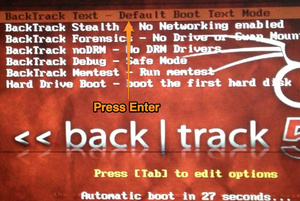 BackTrack Text - Default Boot Text Mode
BackTrack Stealth - No Networking enabled
BackTrack Forensics - No Drive or Swap Moun
BackTrack noDRM - No DRM Drivers
BackTrack Debug - Safe Mode
BackTrack Memtest - Run memtest
Hard Drive Boot - boot the first hard disk
Press Enter
<< back | track 5
Press [Tab] to edit options
Automatic boot in 27 seconds...